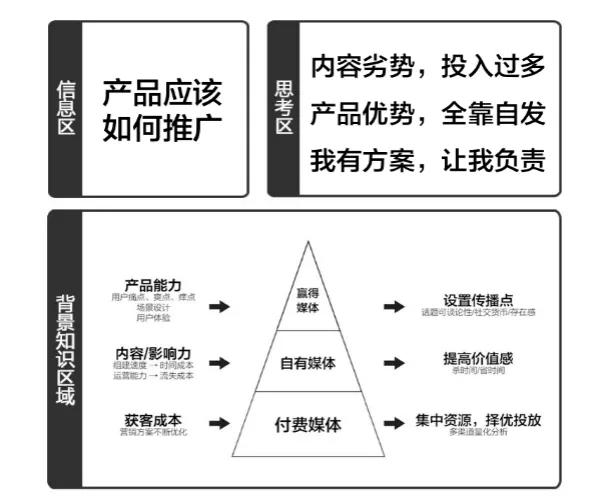 信息区
产品应该
如何推广
思考区
内容劣势，投入过多
产品优势，全靠自发
我有方案，让我负责
背景知识区域
产品能力
用户痛点、爽点、痒点
场景设计
用户体验
赢得
媒体
设置传播点
话题可谈论性/社交货币/存在感
内容/影响力
组建速度 → 时间成本
运营能力 → 流失成本
自有媒体
提高价值感
杀时间/省时间
获客成本
营销方案不断优化
付费媒体
集中资源，择优投放
多渠道量化分析